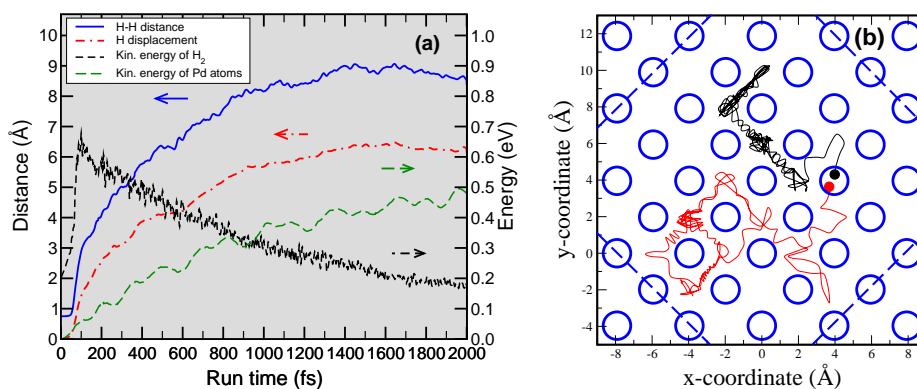 H-H distance
H displacement
Kin. energy of H2
Kin. energy of Pd atoms
(a)
10
9
8
7
6
5
4
3
2
1
0
Distance (Å)
1.0
0.9
0.8
0.7
0.6
0.5
0.4
0.3
0.2
0.1
0.0
Energy (eV)
0 200 400 600 800 1000 1200 1400 1600 1800 2000
Run time (fs)
(b)
12
10
8
6
4
2
0
-2
-4
y-coordinate (Å)
-8 -6 -4 -2 0 2 4 6 8
x-coordinate (Å)